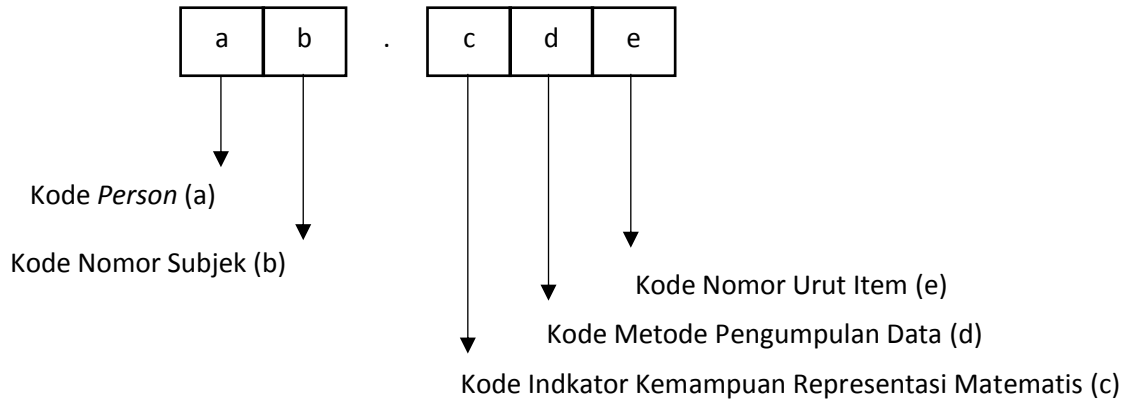 a b . c d e
Kode Person (a)
Kode Nomor Subjek (b)
Kode Nomor Urut Item (e)
Kode Metode Pengumpulan Data (d)
Kode Indkator Kemampuan Representasi Matematis (c)